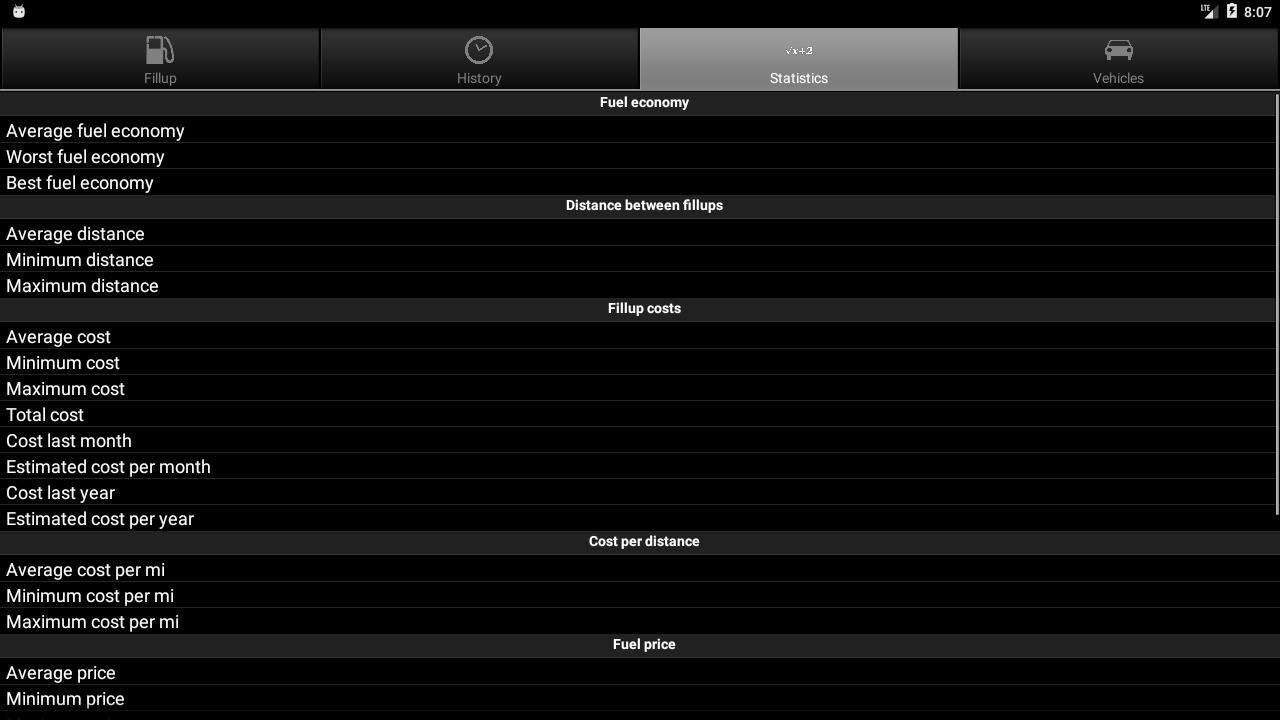 LTE 8:07
Fillup
History
√x+2
Statistics
Vehicles
Fuel economy
Average fuel economy
Worst fuel economy
Best fuel economy
Distance between fillups
Average distance
Minimum distance
Maximum distance
Fillup costs
Average cost
Minimum cost
Maximum cost
Total cost
Cost last month
Estimated cost per month
Cost last year
Estimated cost per year
Cost per distance
Average cost per mi
Minimum cost per mi
Maximum cost per mi
Fuel price
Average price
Minimum price